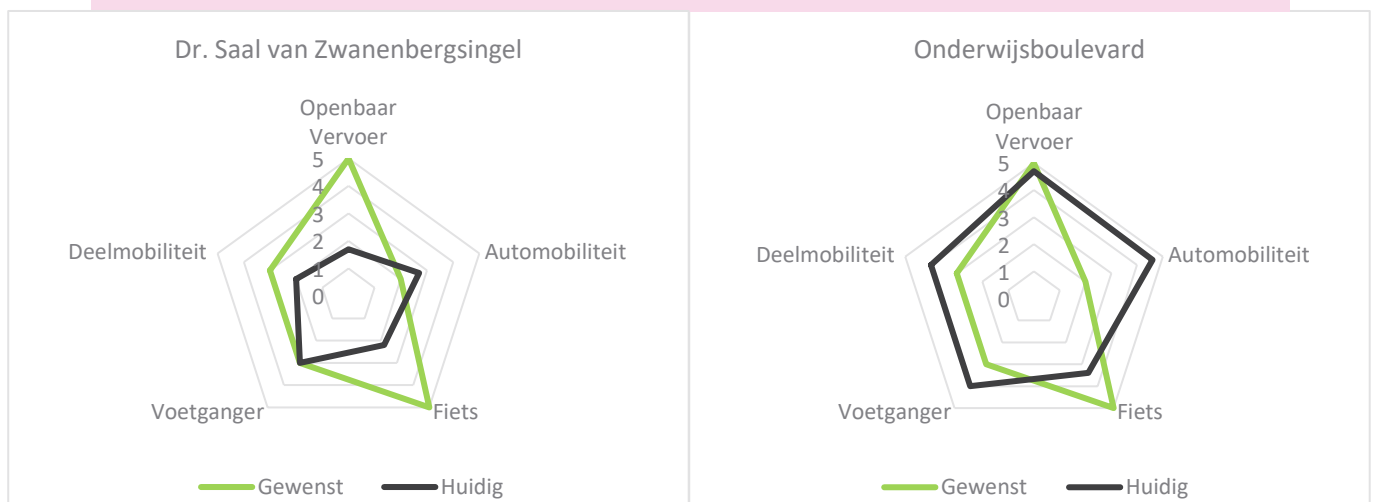 Dr. Saal van Zwanenbergsingel
Openbaar
Vervoer
5
4
3
2
1
0
Deelmobiliteit
Automobiliteit
Voetganger
Fiets
Gewenst
Huidig
Onderwijsboulevard
Openbaar
Vervoer
5
4
3
2
1
0
Deelmobiliteit
Automobiliteit
Voetganger
Fiets
Gewenst
Huidig